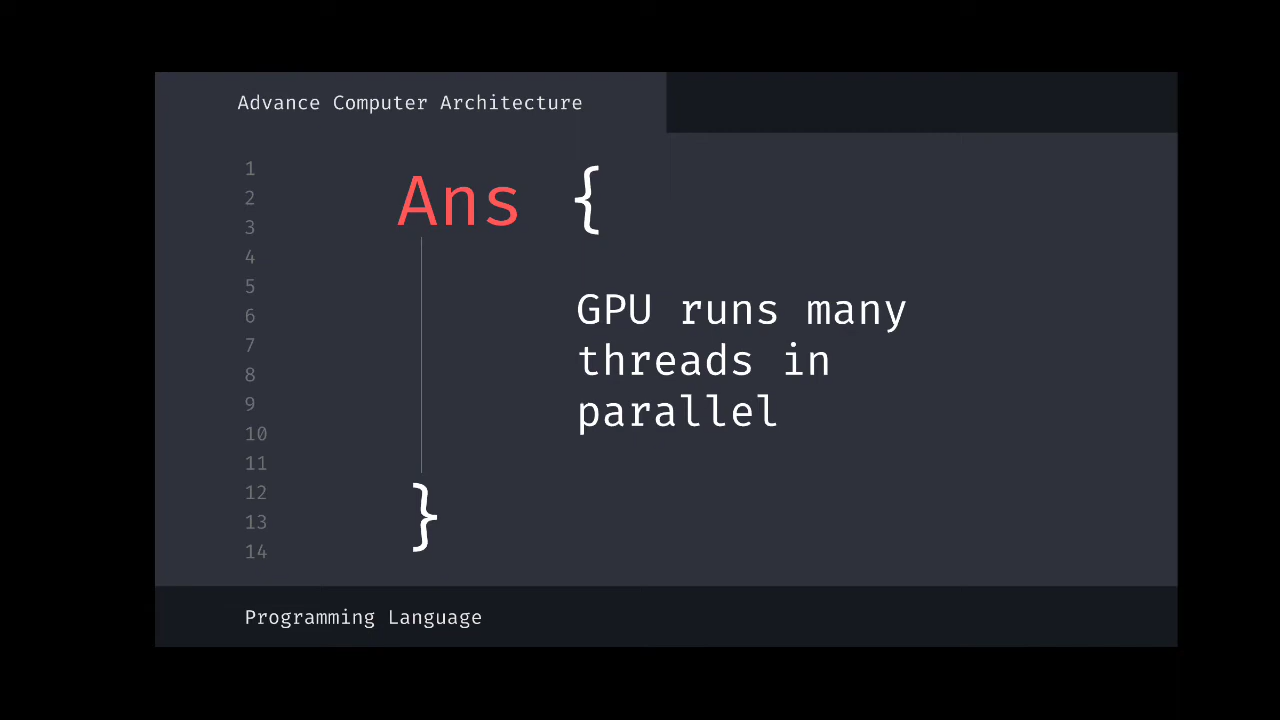 Advance Computer Architecture
1
2
3
4
5
6
7
8
9
10
11
12
13
14
Ans {
GPU runs many
threads in
parallel
}
Programming Language